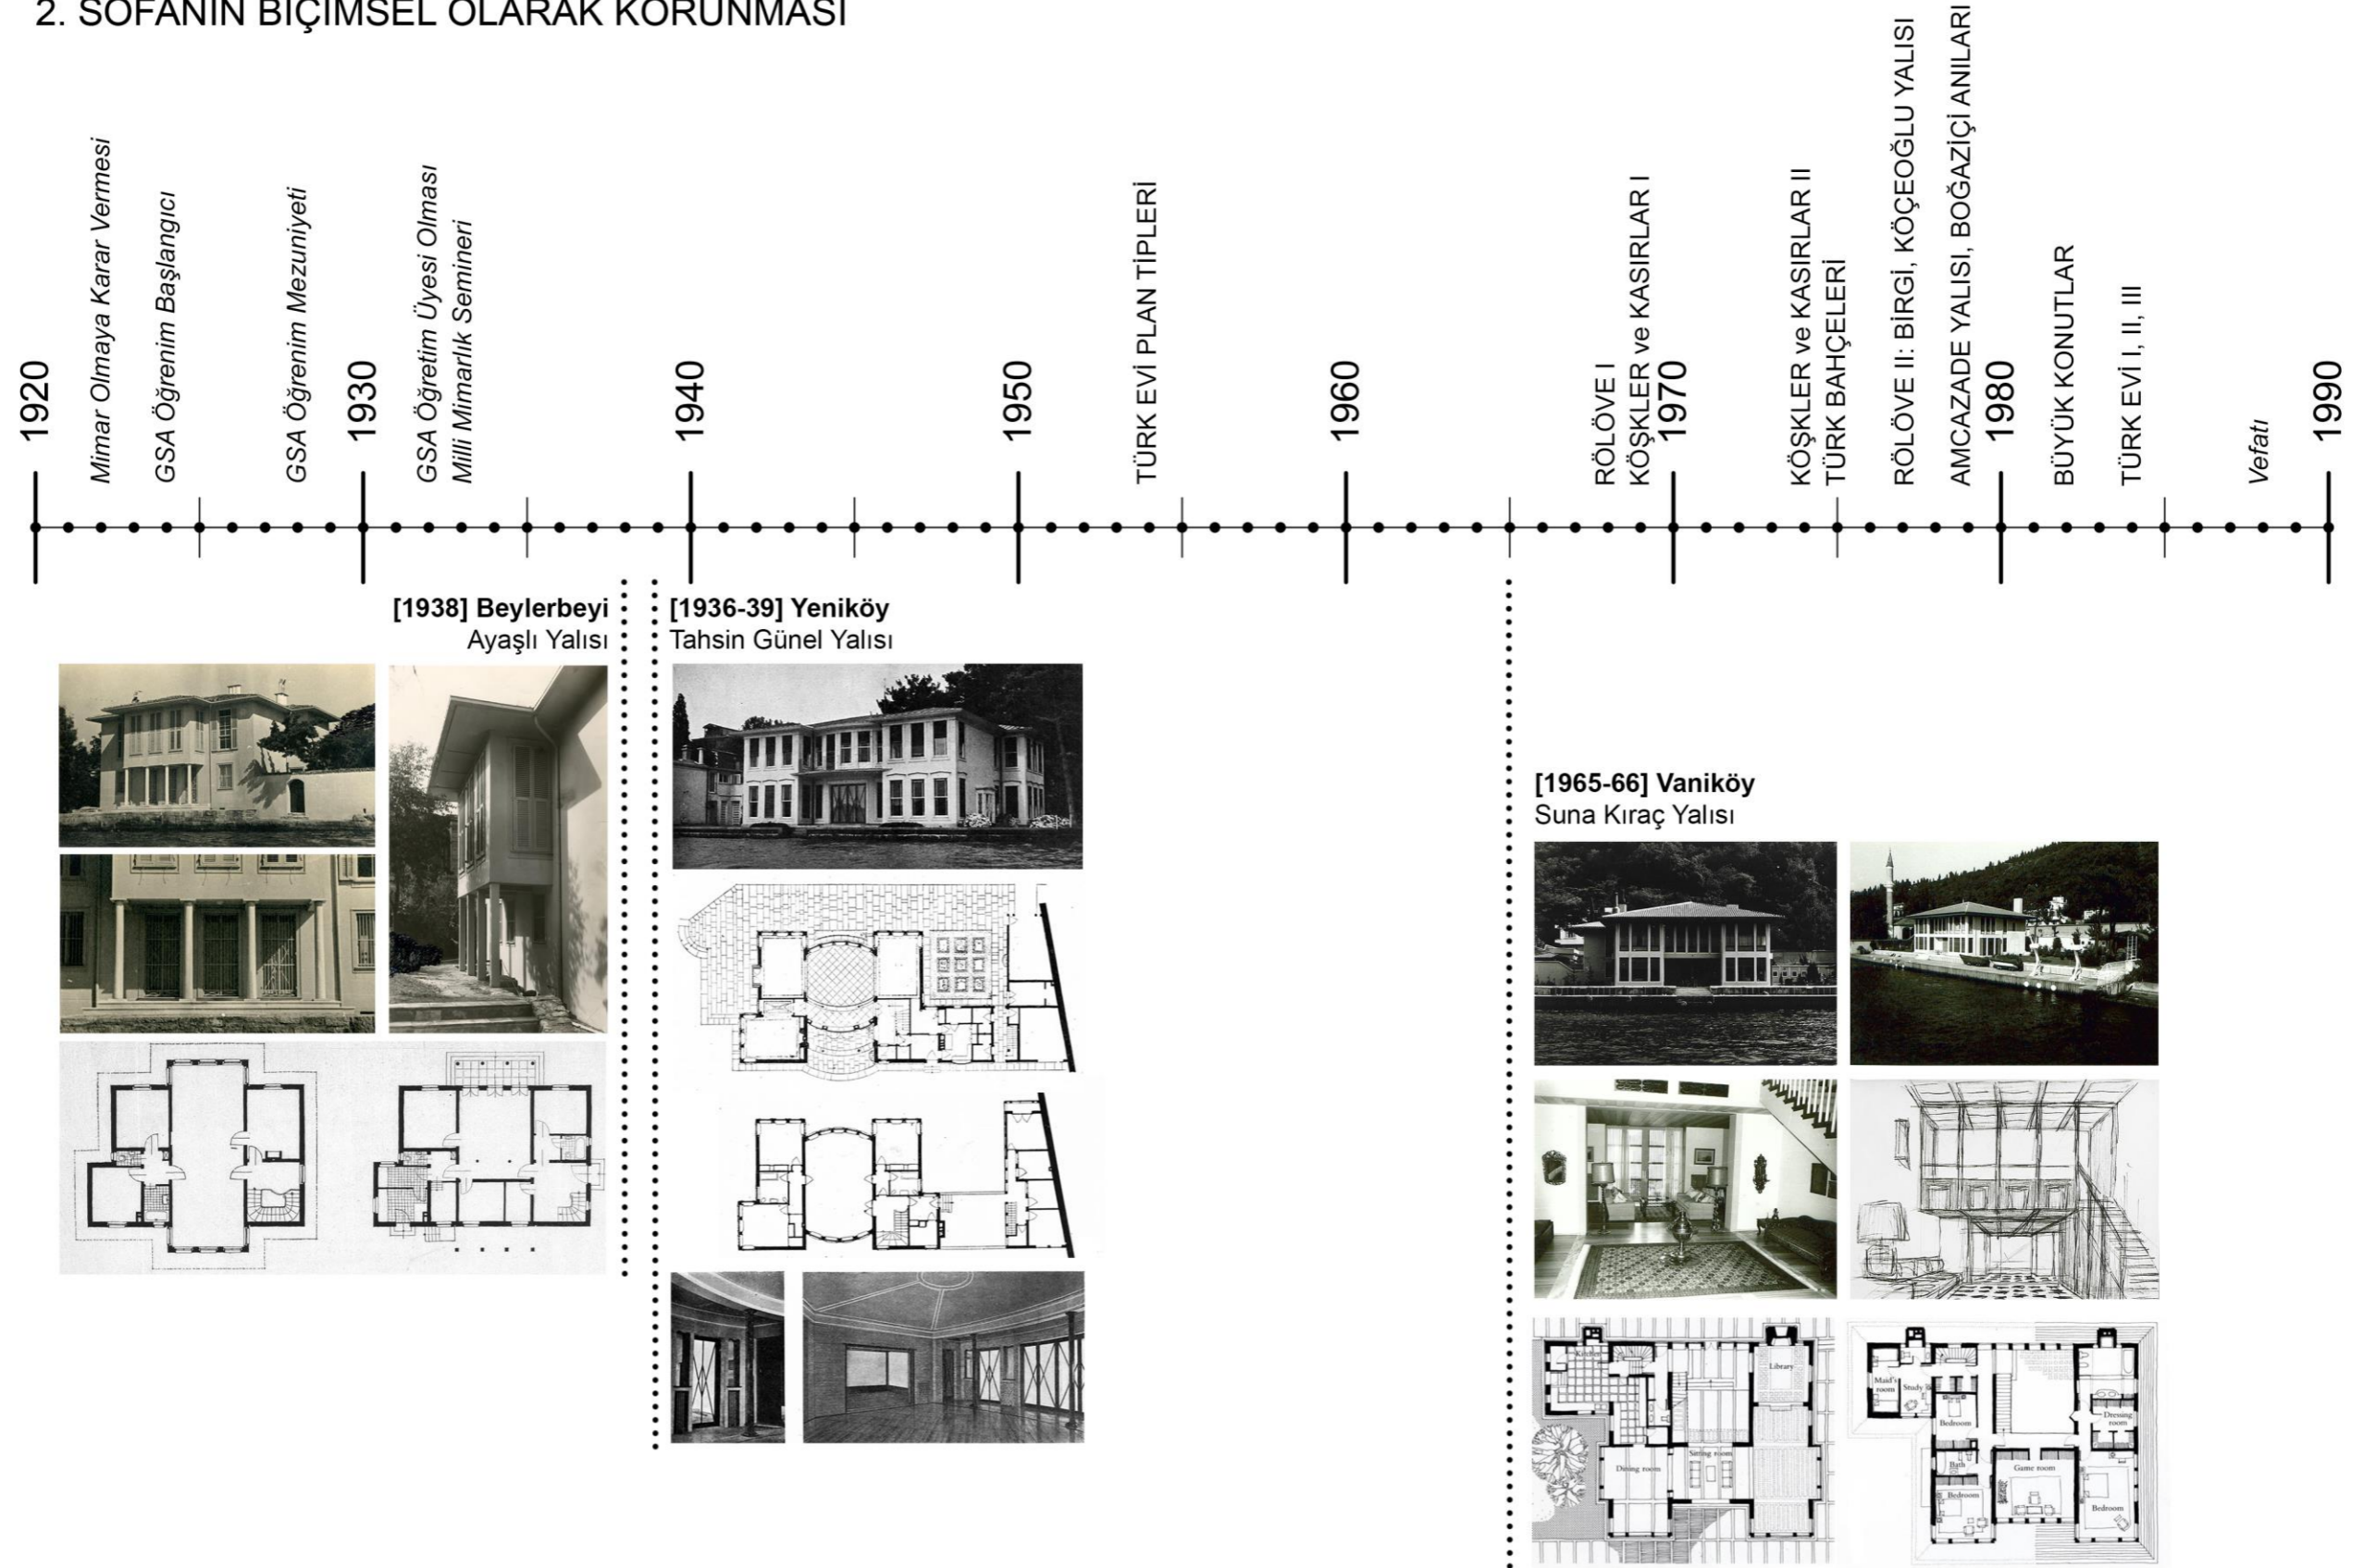 2. SOFANIN BİÇİMSEL OLARAK KORUNMASI
1920
Mimar Olmaya Karar Vermesi
GSA Öğrenim Başlangıcı
GSA Öğrenim Mezuniyeti
1930
GSA Öğretim Üyesi Olması
Milli Mimarlık Semineri
1940
1950
TÜRK EVİ PLAN TİPLERİ
1960
RÖLÖVE I
KÖŞKLER ve KASIRLAR I
1970
KÖŞKLER ve KASIRLAR II
TÜRK BAHÇELERİ
RÖLÖVE II: BİRGİ, KÖÇEOĞLU YALISI
AMCAZADE YALISI, BOĞAZİÇİ ANILARI
1980
BÜYÜK KONUTLAR
TÜRK EVİ I, II, III
Vefatı
1990
[1938] Beylerbeyi
Ayaşlı Yalısı
[1936-39] Yeniköy
Tahsin Günel Yalısı
[1965-66] Vaniköy
Suna Kıraç Yalısı
Kitchen
Library
Dining room
Sitting room
Maid's
room
Study
Bedroom
Dressing
room
Bath
Game room
Bedroom
Bedroom